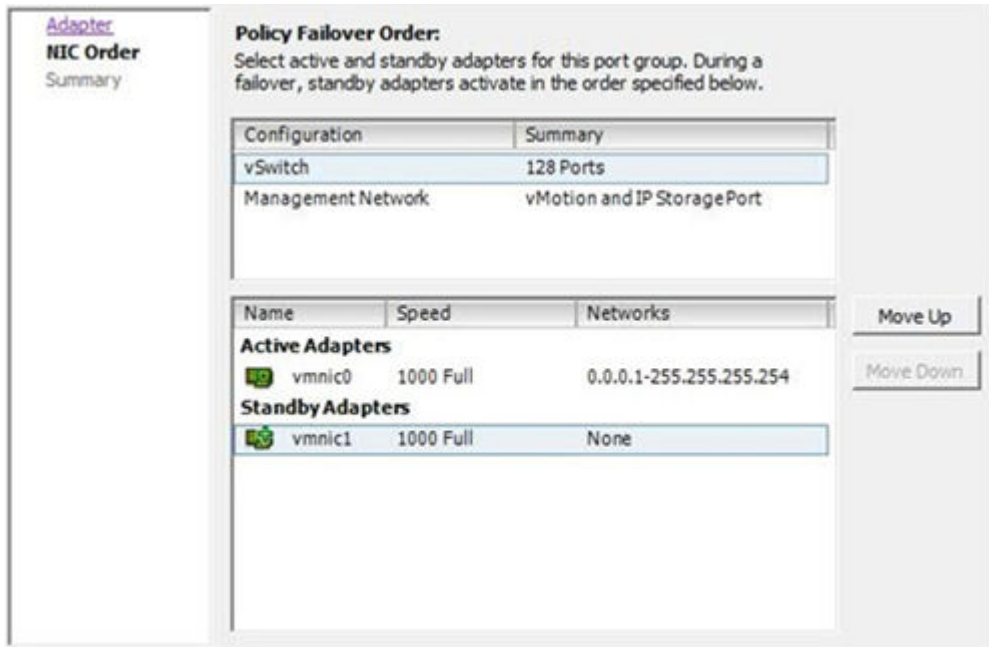 Adapter
NIC Order
Summary
Policy Failover Order:
Select active and standby adapters for this port group. During a
failover, standby adapters activate in the order specified below.
Configuration Summary
vSwitch 128 Ports
Management Network vMotion and IP StoragePort
Name Speed Networks
Active Adapters
vmnic0 1000 Full 0.0.0.1-255.255.255.254
Standby Adapters
vmnic1 1000 Full None
Move Up
Move Down